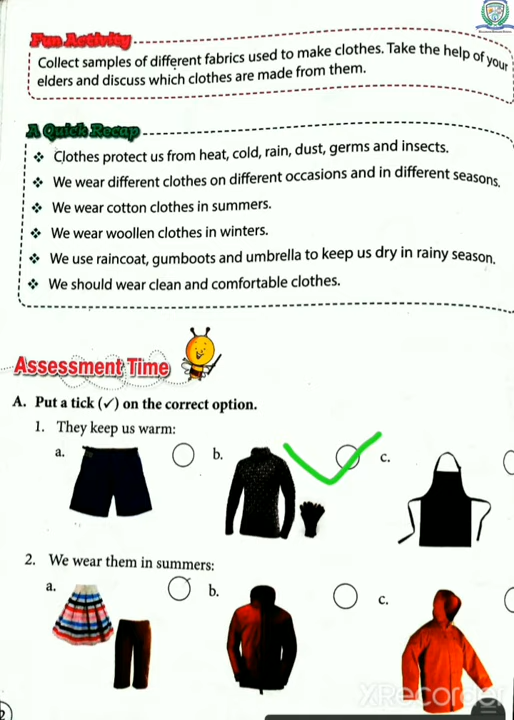 Fun Activity
Collect samples of different fabrics used to make clothes. Take the help of your
elders and discuss which clothes are made from them.
A Quick Recap
❖ Clothes protect us from heat, cold, rain, dust, germs and insects.
❖ We wear different clothes on different occasions and in different seasons.
❖ We wear cotton clothes in summers.
❖ We wear woollen clothes in winters.
❖ We use raincoat, gumboots and umbrella to keep us dry in rainy season.
❖ We should wear clean and comfortable clothes.
Assessment Time
A. Put a tick (✓) on the correct option.
1. They keep us warm:
a. b. c.
2. We wear them in summers:
a. b. c.
2
XRecorder